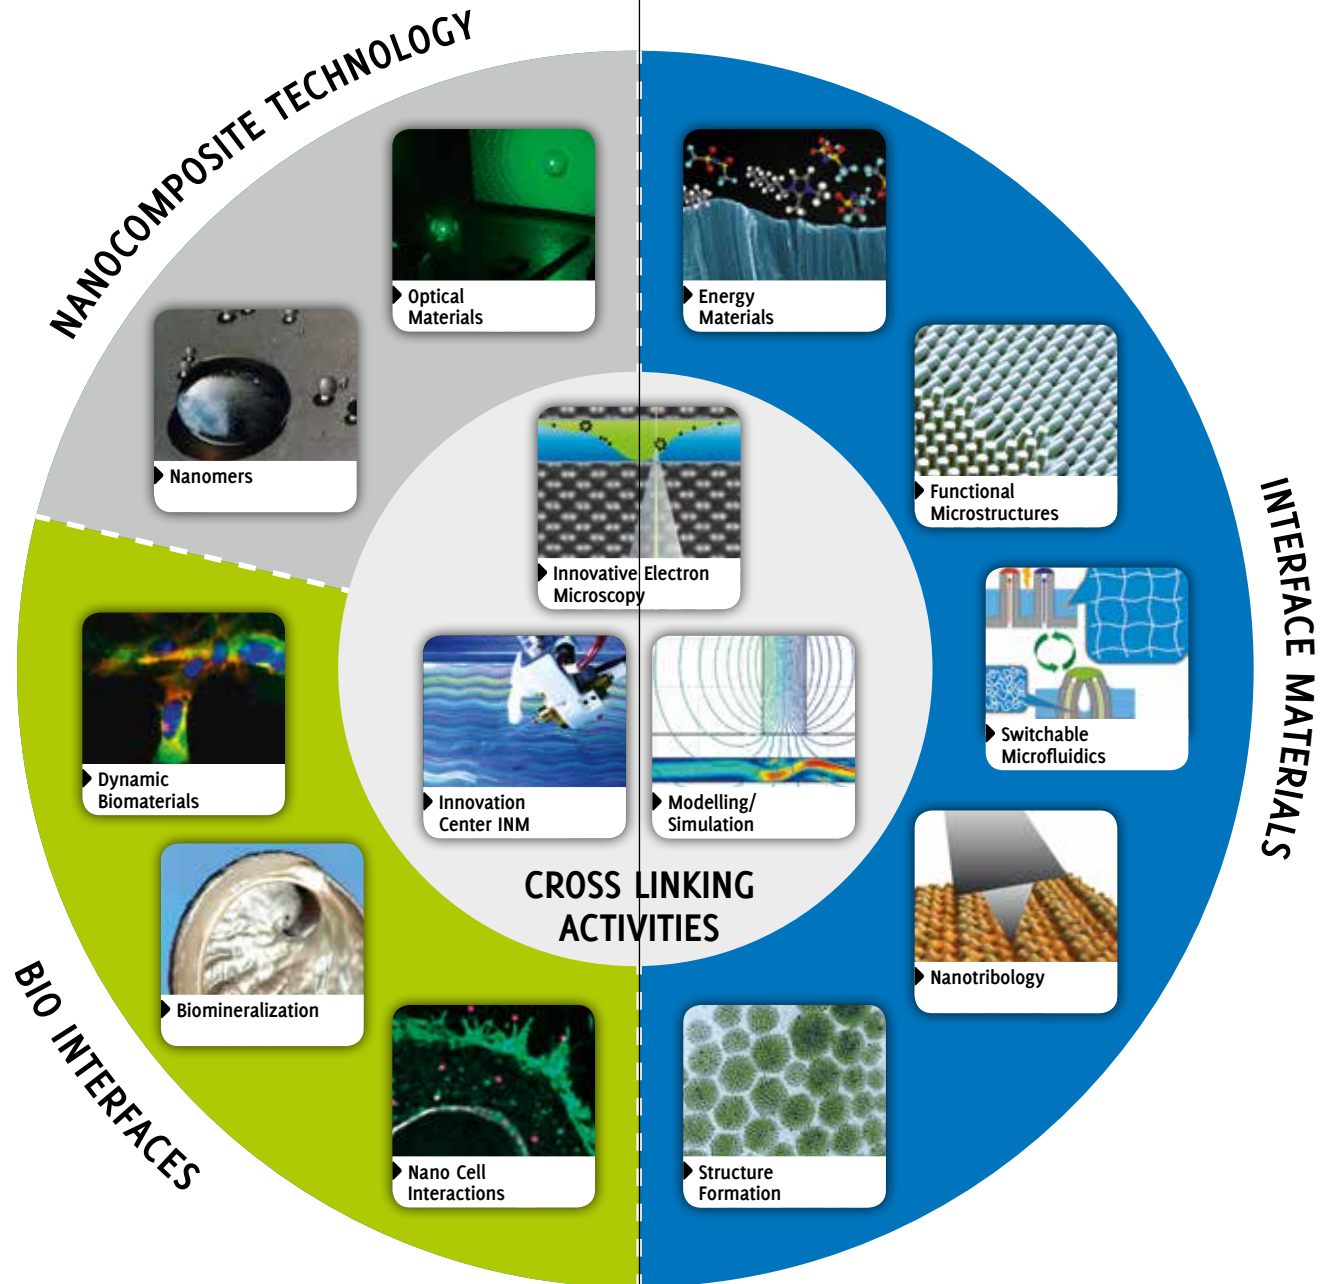 NANOCOMPOSITE TECHNOLOGY
Optical
Materials
Nanomers
Energy
Materials
Functional
Microstructures
Switchable
Microfluidics
Nanotribology
Structure
Formation
INTERFACE MATERIALS
Innovative Electron
Microscopy
Innovation
Center INM
Modelling/
Simulation
CROSS LINKING
ACTIVITIES
Dynamic
Biomaterials
Biomineralization
Nano Cell
Interactions
BIO INTERFACES